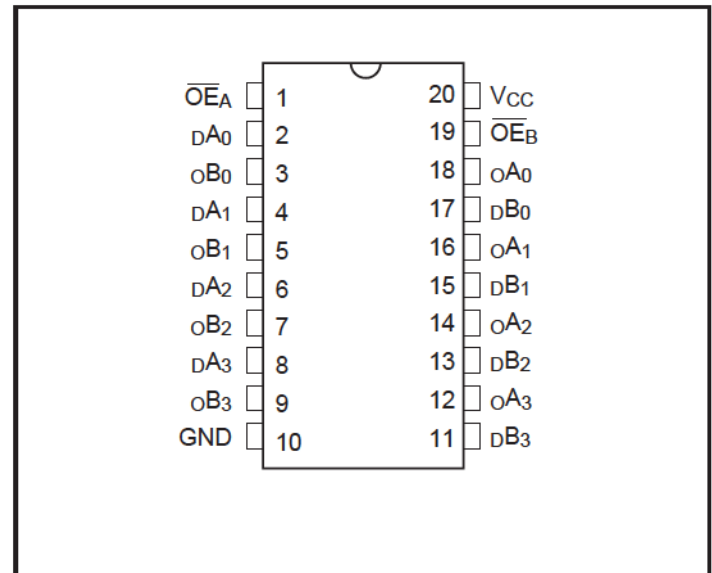 O̅E̅A 1 20 VCC
DA0 2 19 O̅E̅B
OB0 3 18 OA0
DA1 4 17 DB0
OB1 5 16 OA1
DA2 6 15 DB1
OB2 7 14 OA2
DA3 8 13 DB2
OB3 9 12 OA3
GND 10 11 DB3